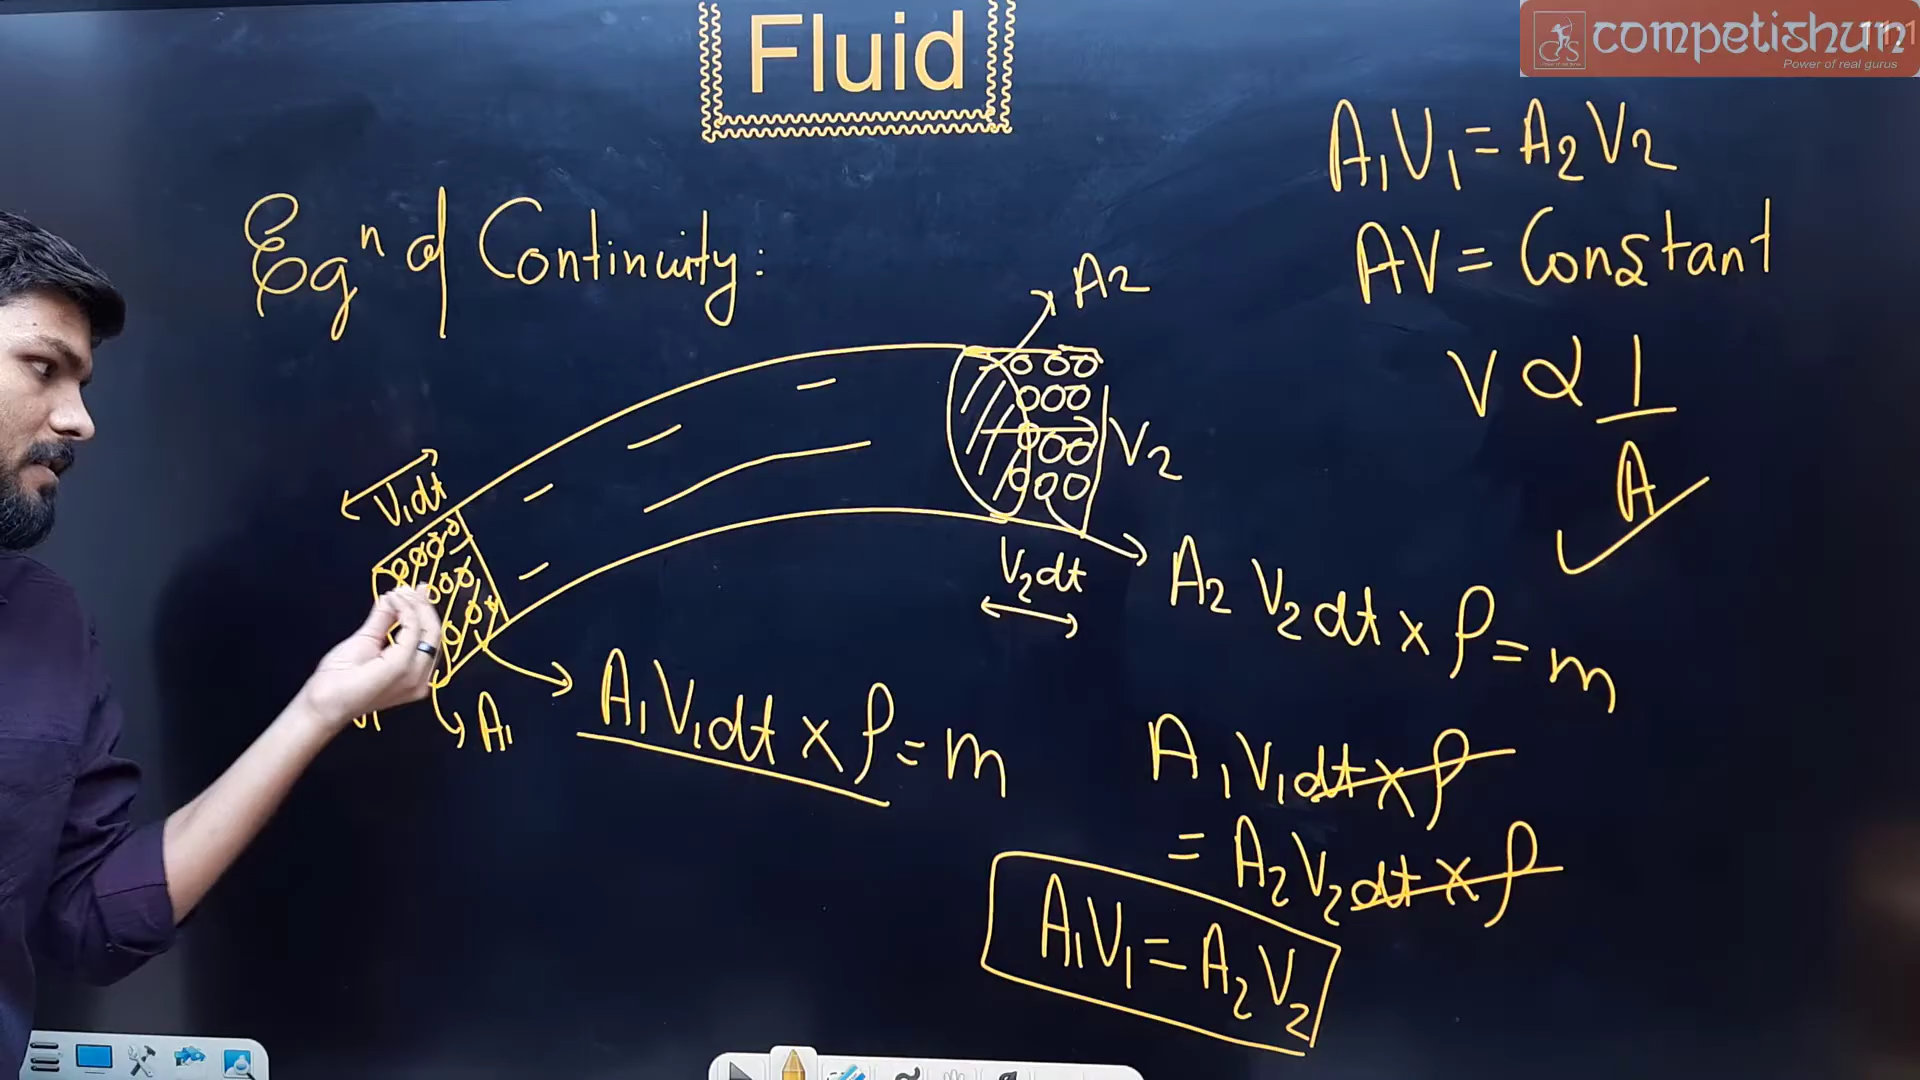 Fluid
competishun
Power of real gurus
Eqⁿ of Continuity:
A₁V₁ = A₂V₂
AV = Constant
V ∝ 1/A
A₂
V₂
V₁dt
V₂dt
A₂ V₂dt × ρ = m
A₁
A₁V₁dt × ρ = m
A₁V₁dt × ρ
= A₂V₂dt × ρ
A₁V₁ = A₂V₂